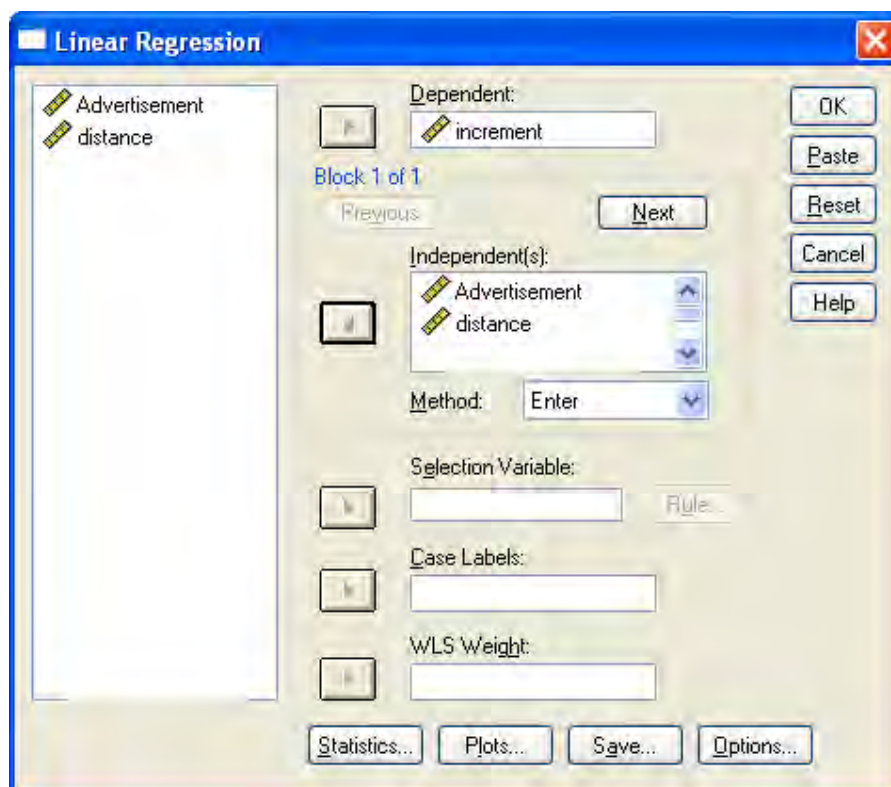 Linear Regression
Advertisement
distance
Dependent:
increment
Block 1 of 1
Previous
Next
Independent(s):
Advertisement
distance
Method:
Enter
Selection Variable:
Rule...
Case Labels:
WLS Weight:
Statistics...
Plots...
Save...
Options...
OK
Paste
Reset
Cancel
Help